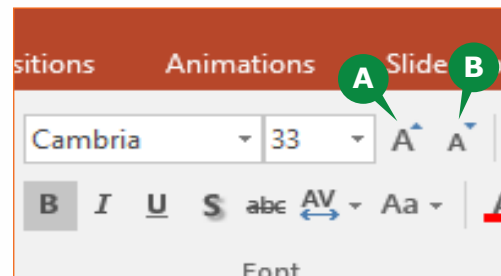 sitions Animations Slide
A B
Cambria 33 A A
B I U S abc AV Aa A
Font